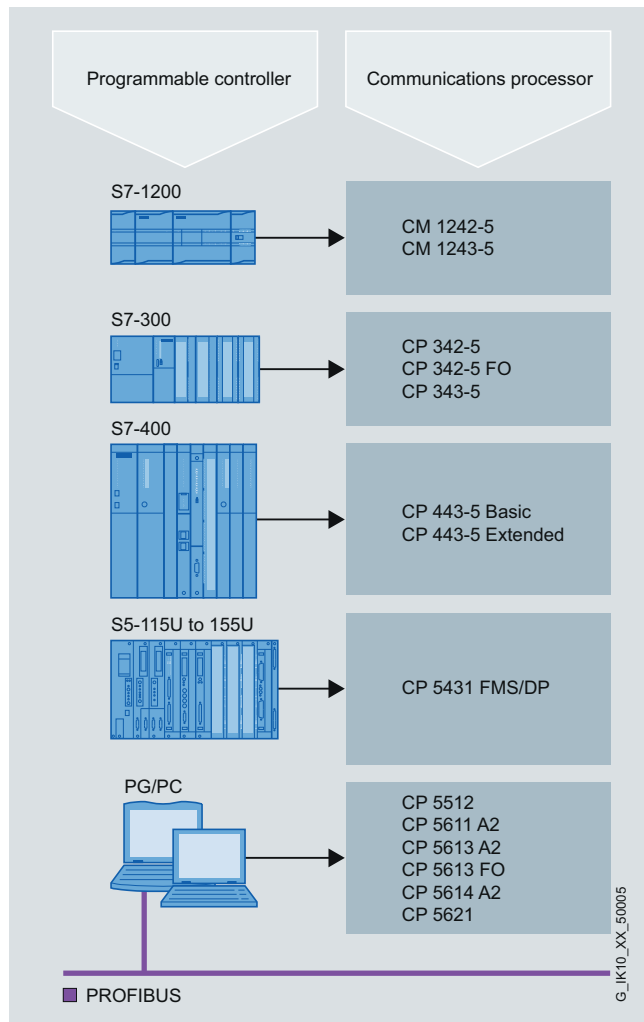 Programmable controller
Communications processor
S7-1200
CM 1242-5
CM 1243-5
S7-300
CP 342-5
CP 342-5 FO
CP 343-5
S7-400
CP 443-5 Basic
CP 443-5 Extended
S5-115U to 155U
CP 5431 FMS/DP
PG/PC
CP 5512
CP 5611 A2
CP 5613 A2
CP 5613 FO
CP 5614 A2
CP 5621
PROFIBUS
G_IK10_XX_50005